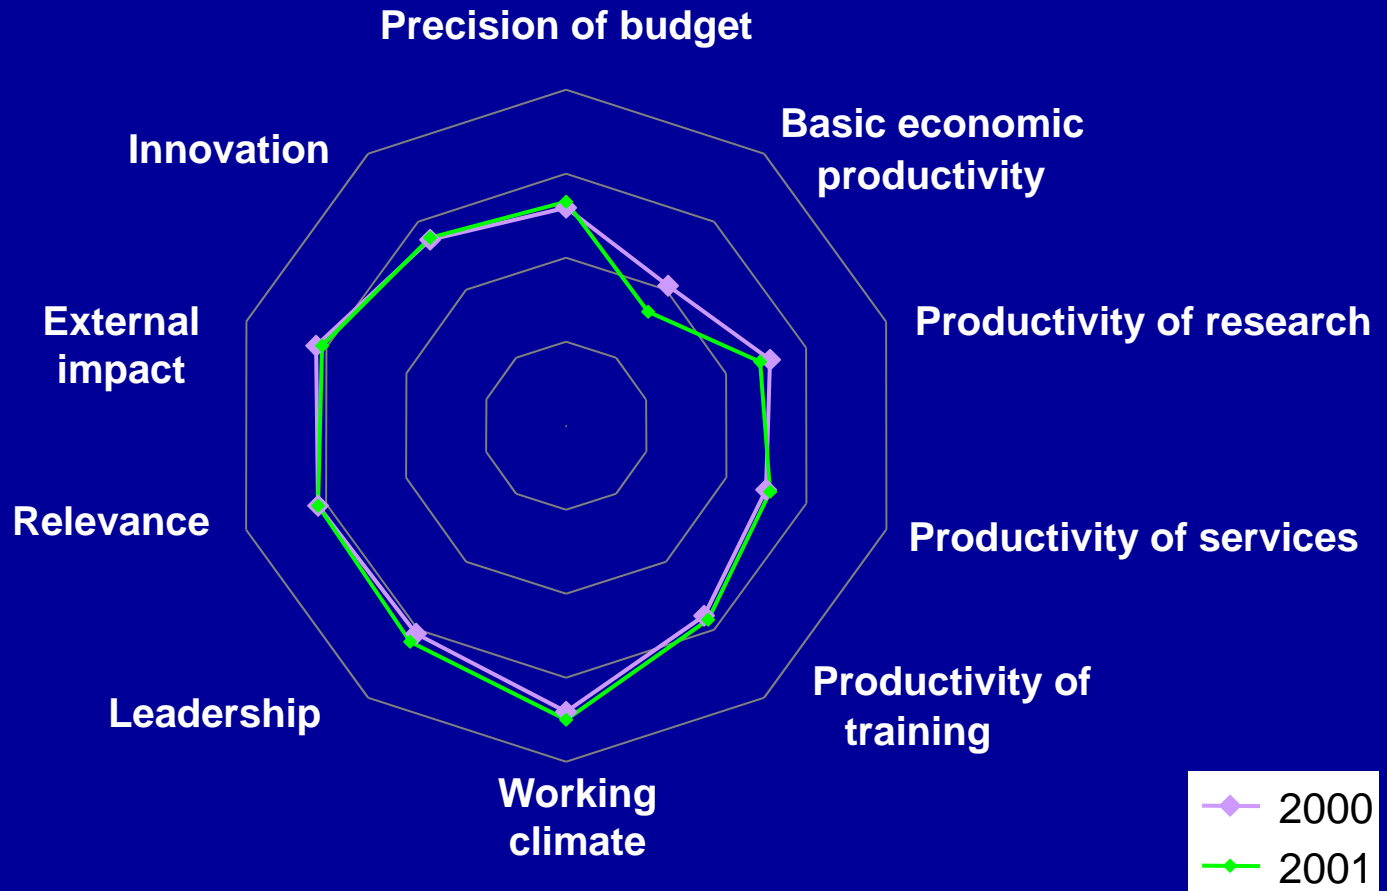 Precision of budget
Basic economic
productivity
Innovation
External
impact
Productivity of research
Relevance
Productivity of services
Leadership
Productivity of
training
Working
climate
2000
2001